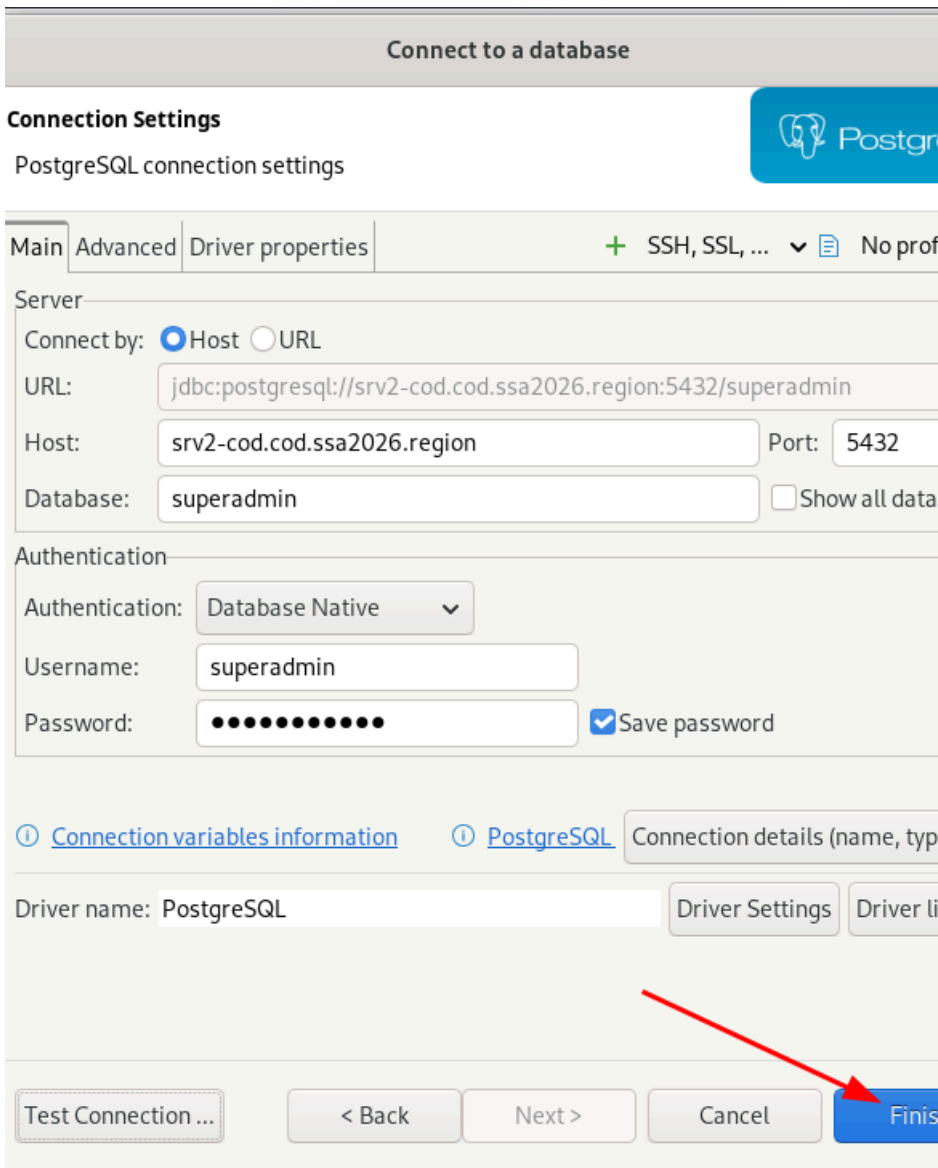 Connect to a database
Connection Settings
PostgreSQL connection settings
Postgre
Main Advanced Driver properties + SSH, SSL, ... No prof
Server
Connect by: Host URL
URL: jdbc:postgresql://srv2-cod.cod.ssa2026.region:5432/superadmin
Host: srv2-cod.cod.ssa2026.region Port: 5432
Database: superadmin Show all data
Authentication
Authentication: Database Native
Username: superadmin
Password: ●●●●●●●●●●● Save password
Connection variables information PostgreSQL Connection details (name, typ
Driver name: PostgreSQL Driver Settings Driver li
Test Connection ... < Back Next > Cancel Finis